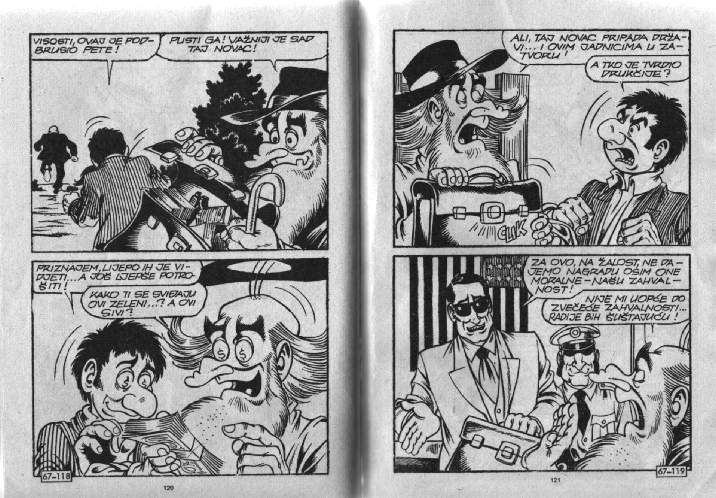 VISOSTI, OVAJ JE POD-
BRUSIO PETE!
PUSTI GA! VAŽNIJI JE SAD
TAJ NOVAC!
PRIZNAJEM, LIJEPO IH JE VI-
DJETI... A JOŠ LJEPŠE POTRO-
ŠITI!
KAKO TI SE SVIĐAJU
OVI ZELENI...? A OVI
SIVI?
67-118
120
ALI, TAJ NOVAC PRIPADA DRŽA-
VI... I OVIM JADNICIMA U ZA-
TVORU!
A TKO JE TVRDIO
DRUKČIJE?
ZA OVO, NA ŽALOST, NE DA-
JEMO NAGRADU OSIM ONE
MORALNE - NAŠU ZAHVAL-
NOST!
NIJE MI UOPĆE DO
ZVEČEĆE ZAHVALNOSTI...
RADIJE BIH ŠUŠTAJUĆU!
67-119
121